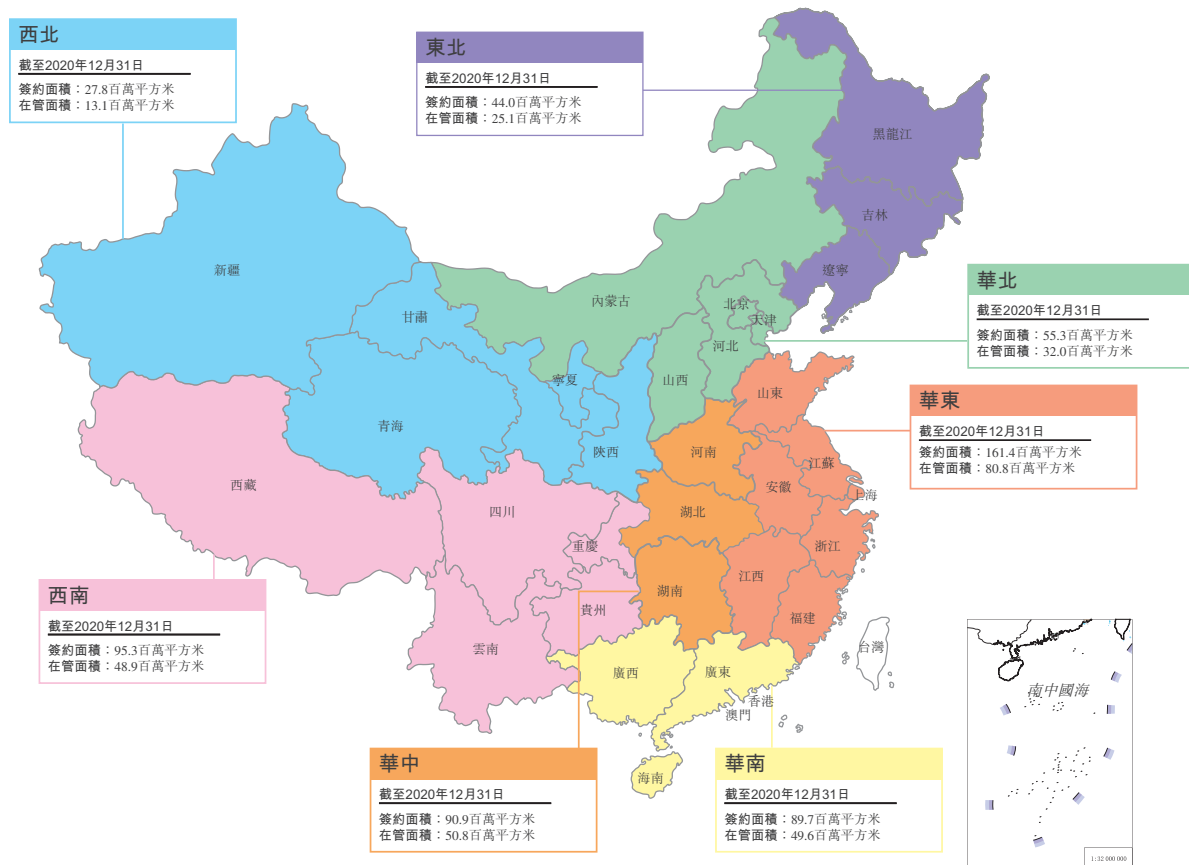 西北
截至2020年12月31日
簽約面積：27.8百萬平方米
在管面積：13.1百萬平方米
東北
截至2020年12月31日
簽約面積：44.0百萬平方米
在管面積：25.1百萬平方米
黑龍江
吉林
遼寧
新疆
甘肅
內蒙古
北京
天津
河北
山西
寧夏
青海
陝西
華北
截至2020年12月31日
簽約面積：55.3百萬平方米
在管面積：32.0百萬平方米
山東
華東
截至2020年12月31日
簽約面積：161.4百萬平方米
在管面積：80.8百萬平方米
河南
江蘇
安徽
上海
西藏
四川
湖北
重慶
浙江
江西
湖南
貴州
福建
西南
截至2020年12月31日
簽約面積：95.3百萬平方米
在管面積：48.9百萬平方米
雲南
廣西
廣東
台灣
香港
澳門
海南
南中國海
華中
截至2020年12月31日
簽約面積：90.9百萬平方米
在管面積：50.8百萬平方米
華南
截至2020年12月31日
簽約面積：89.7百萬平方米
在管面積：49.6百萬平方米
1:32 000 000